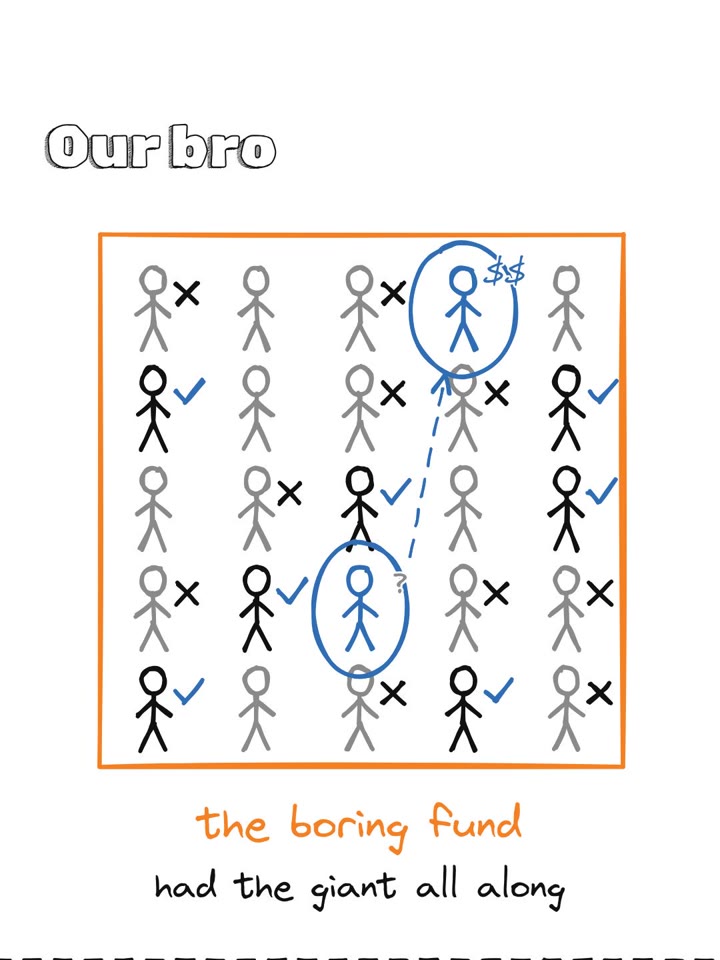 Our bro
$$
?
the boring fund
had the giant all along